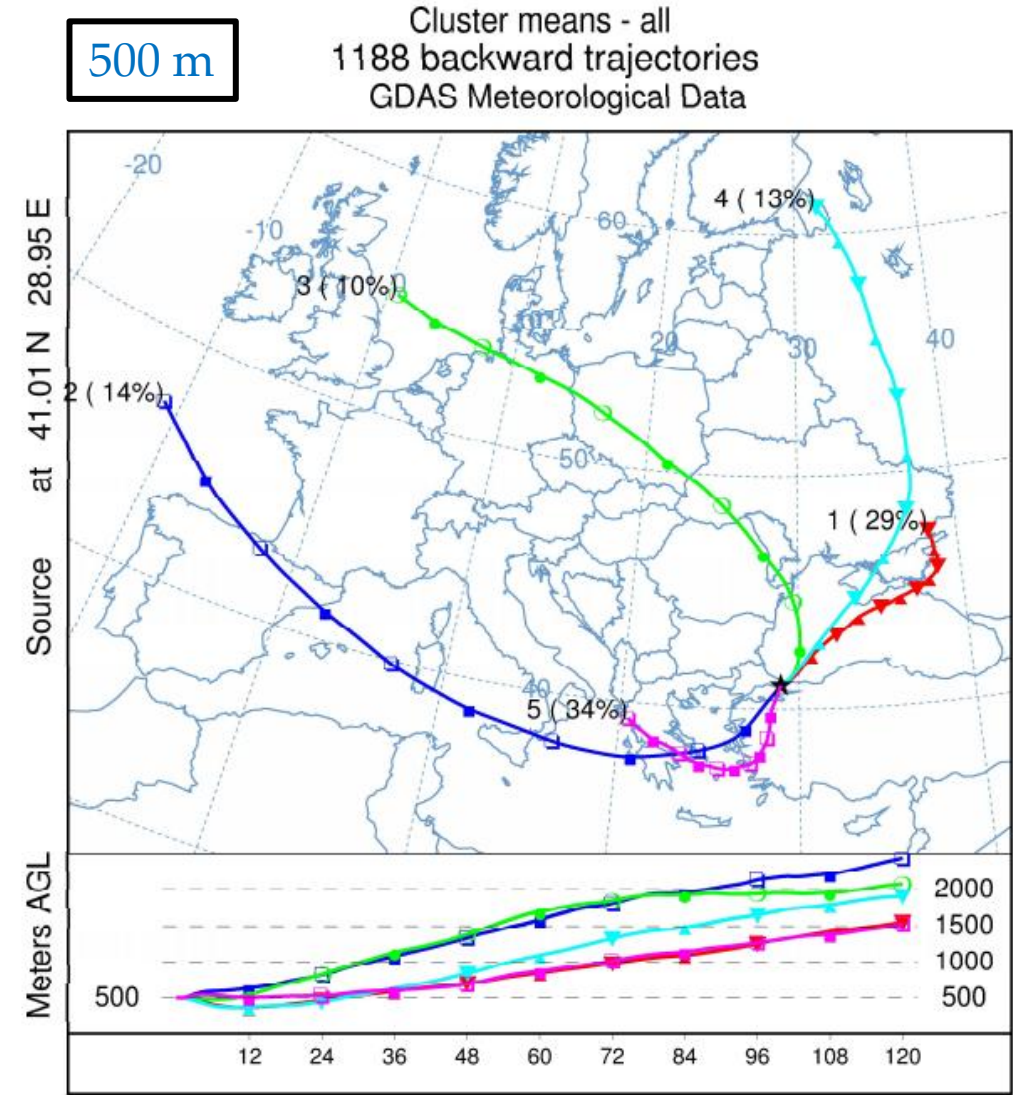 500 m
Cluster means - all
1188 backward trajectories
GDAS Meteorological Data
Source at 41.01 N 28.95 E
-20
-10
60
4 ( 13%)
3 ( 10%)
20
30
40
2 ( 14%)
50
1 ( 29%)
40
5 ( 34%)
Meters AGL
2000
1500
1000
500
500
12 24 36 48 60 72 84 96 108 120